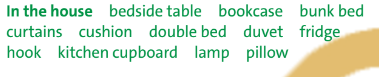 In the house bedside table bookcase bunk bed
curtains cushion double bed duvet fridge
hook kitchen cupboard lamp pillow